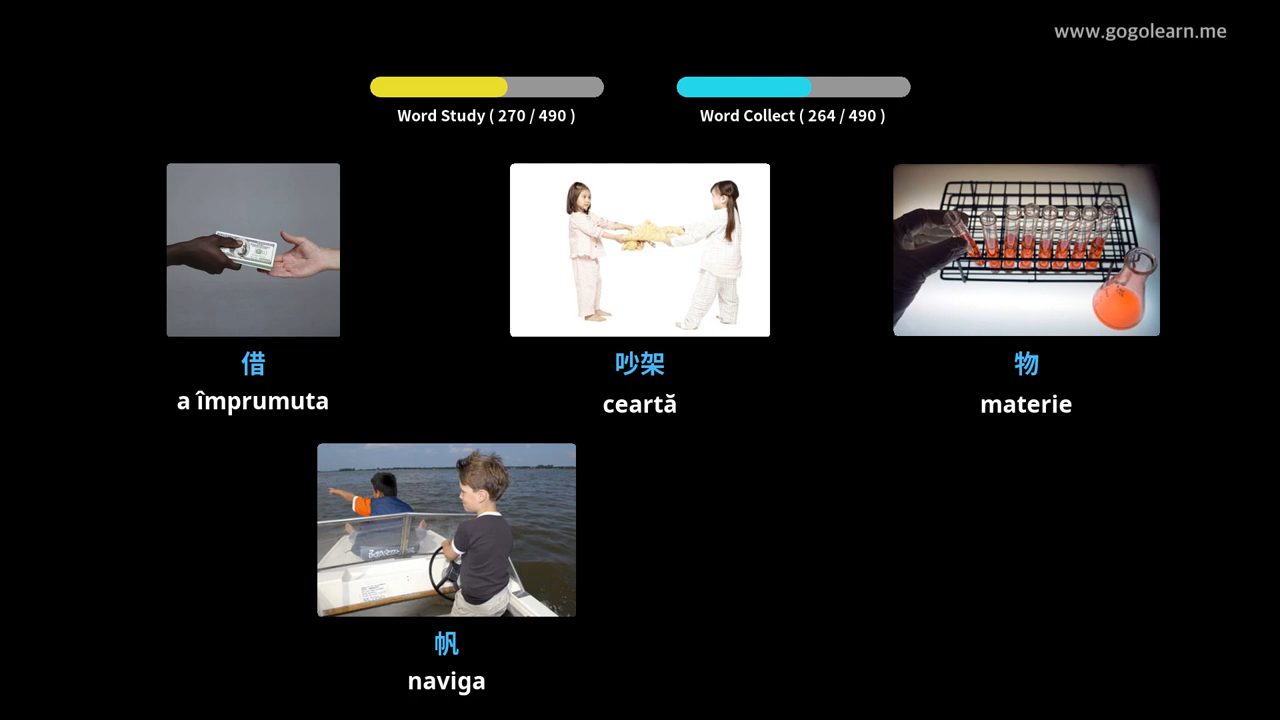 www.gogolearn.me
Word Study ( 270 / 490 )
Word Collect ( 264 / 490 )
借
a împrumuta
吵架
ceartă
物
materie
帆
naviga